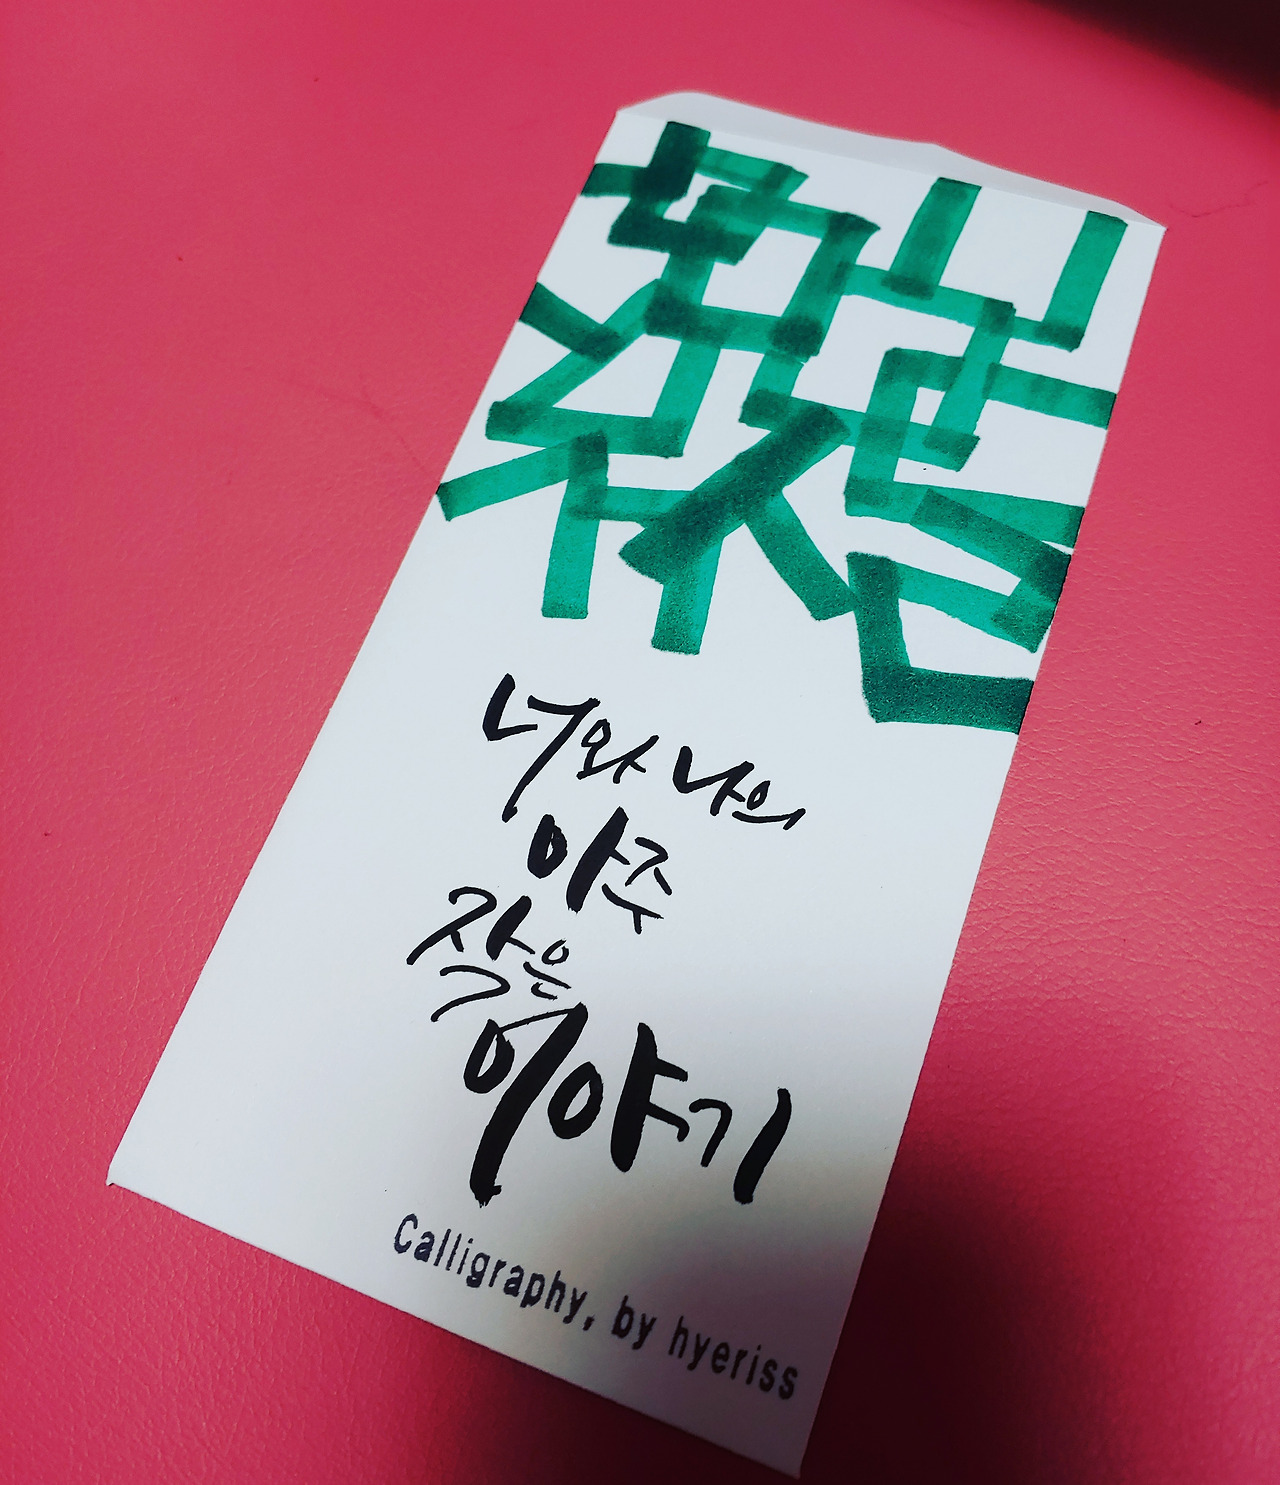 너와 나의
아주
작은
이야기
Calligraphy, by hyeriss